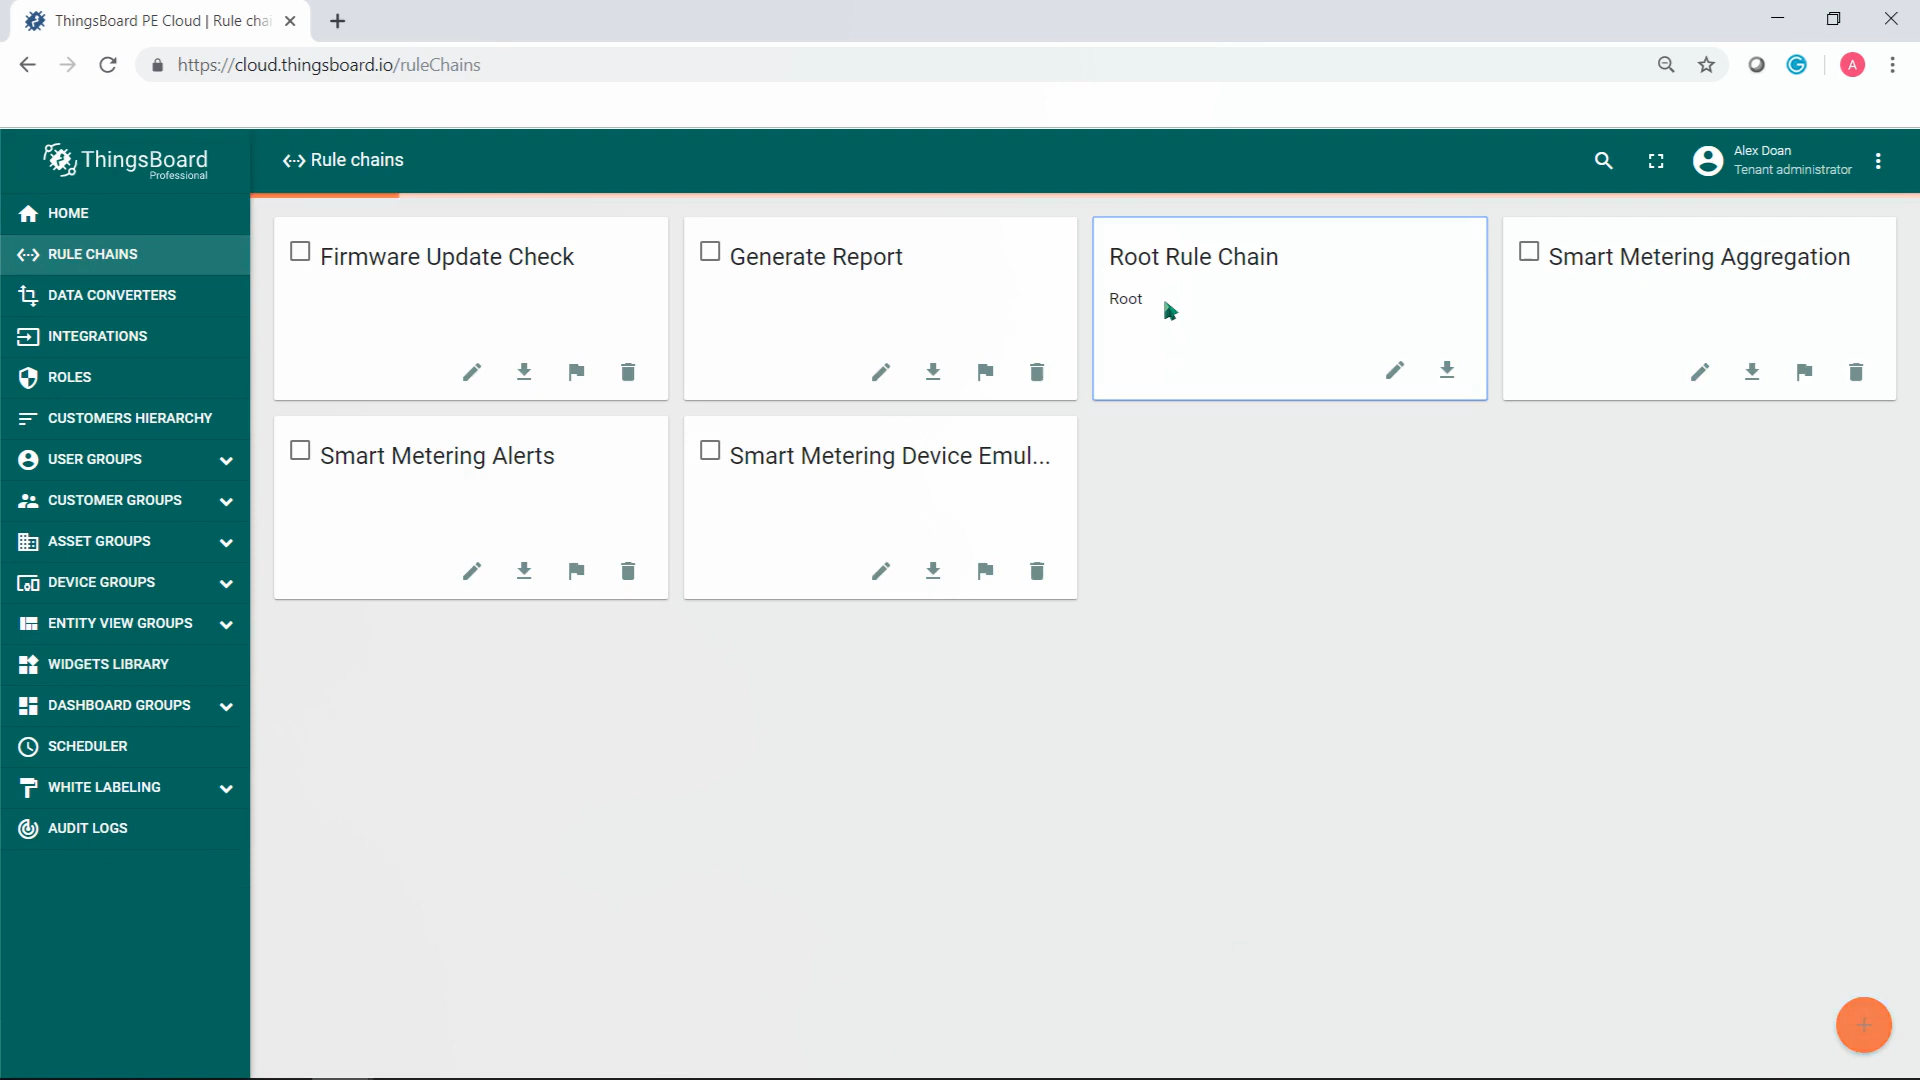 ThingsBoard PE Cloud | Rule chai
https://cloud.thingsboard.io/ruleChains
A
ThingsBoard
Professional
Rule chains
Alex Doan
Tenant administrator
HOME
RULE CHAINS
DATA CONVERTERS
INTEGRATIONS
ROLES
CUSTOMERS HIERARCHY
USER GROUPS
CUSTOMER GROUPS
ASSET GROUPS
DEVICE GROUPS
ENTITY VIEW GROUPS
WIDGETS LIBRARY
DASHBOARD GROUPS
SCHEDULER
WHITE LABELING
AUDIT LOGS
Firmware Update Check
Generate Report
Root Rule Chain
Root
Smart Metering Aggregation
Smart Metering Alerts
Smart Metering Device Emul...